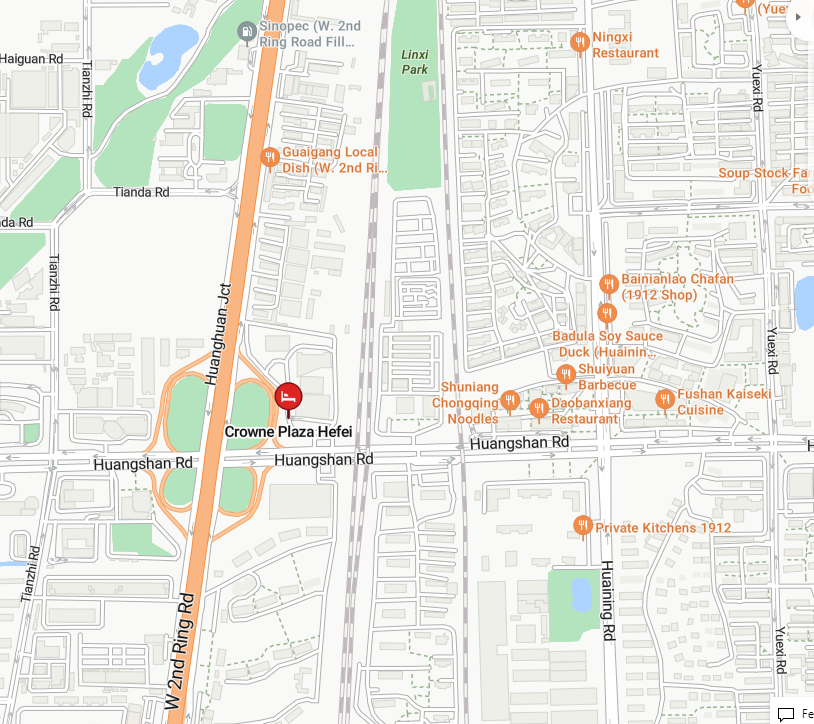 Sinopec (W. 2nd
Ring Road Fill...
Haiguan Rd
Tianzhi Rd
Linxi
Park
Ningxi
Restaurant
(Yue
Yuexi Rd
Guaigang Local
Dish (W. 2nd Ri...
Tianda Rd
da Rd
Soup Stock Fa
Fo
Tianzhi Rd
Huanghuan Jct
Bainianlao Chafan
(1912 Shop)
Badula Soy Sauce
Duck (Huainin...
Yuexi Rd
Shuiyuan
Barbecue
Shuniang
Chongqing
Noodles
Daobanxiang
Restaurant
Fushan Kaiseki
Cuisine
Crowne Plaza Hefei
Huangshan Rd
Huangshan Rd
Huangshan Rd
H
Private Kitchens 1912
Tianzhi Rd
Huaining Rd
W 2nd Ring Rd
Yuexi Rd
Fe